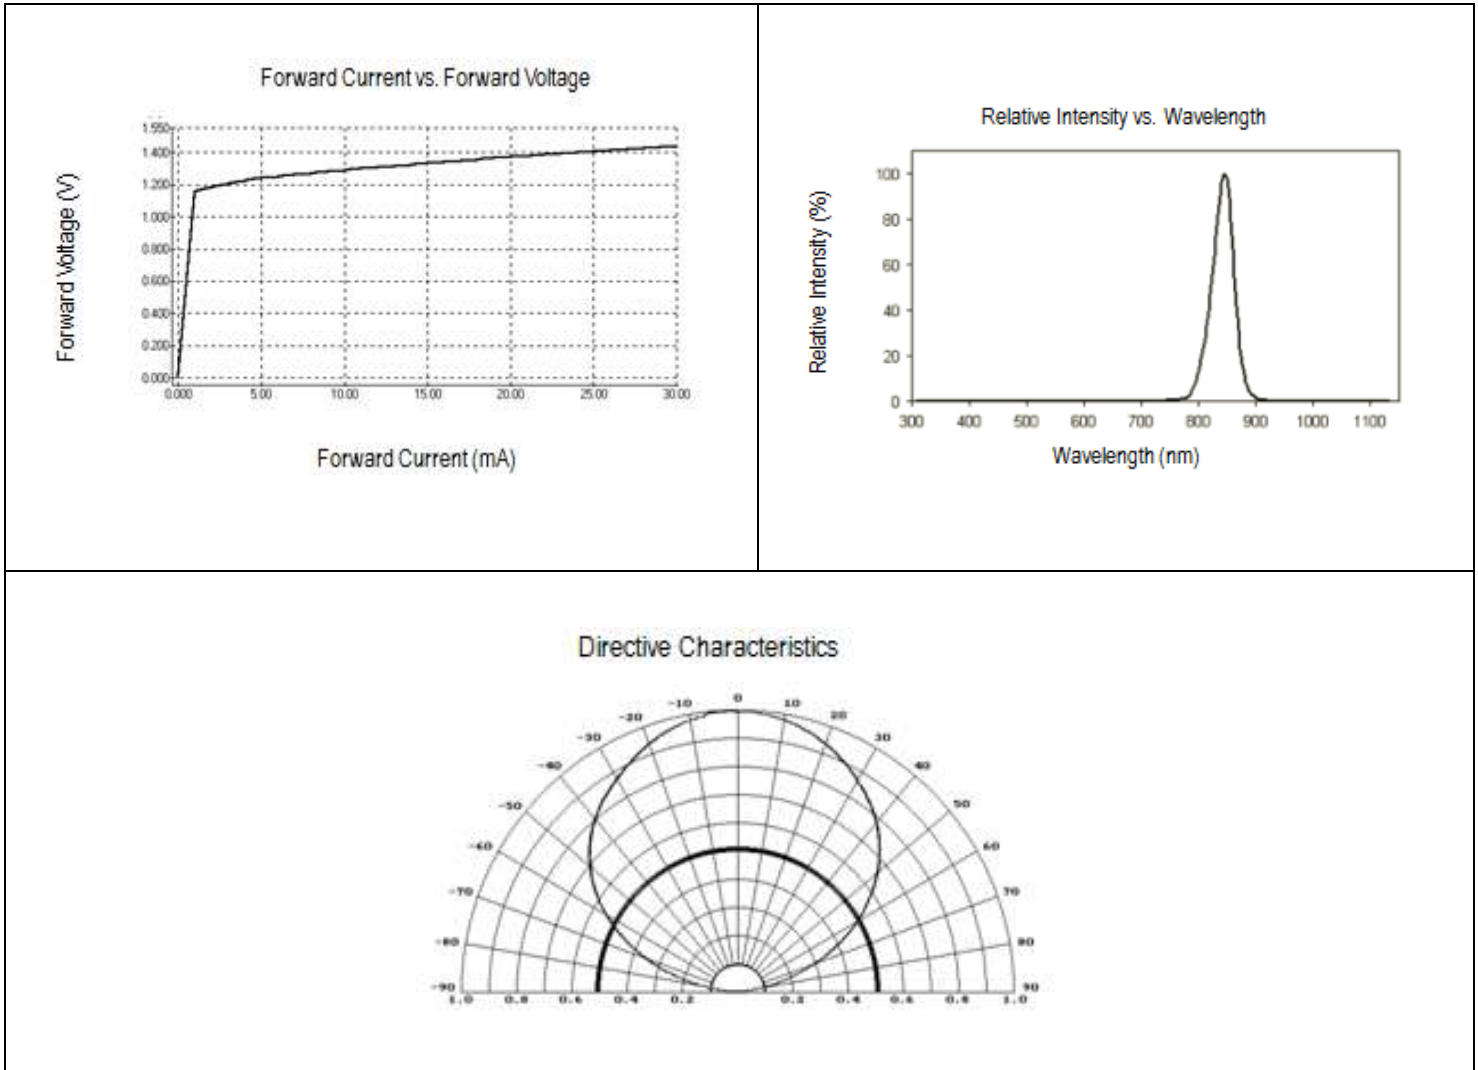 Forward Current vs. Forward Voltage
1.550
1.400
1.200
1.000
0.800
0.600
0.400
0.200
0.000
0.000 5.00 10.00 15.00 20.00 25.00 30.00
Forward Voltage (V)
Forward Current (mA)
Relative Intensity vs. Wavelength
100
80
60
40
20
0
300 400 500 600 700 800 900 1000 1100
Relative Intensity (%)
Wavelength (nm)
Directive Characteristics
-10 0 10
-20 20
-30 30
-40 40
-50 50
-60 60
-70 70
-80 80
-90 90
1.0 0.8 0.6 0.4 0.2 0.2 0.4 0.6 0.8 1.0